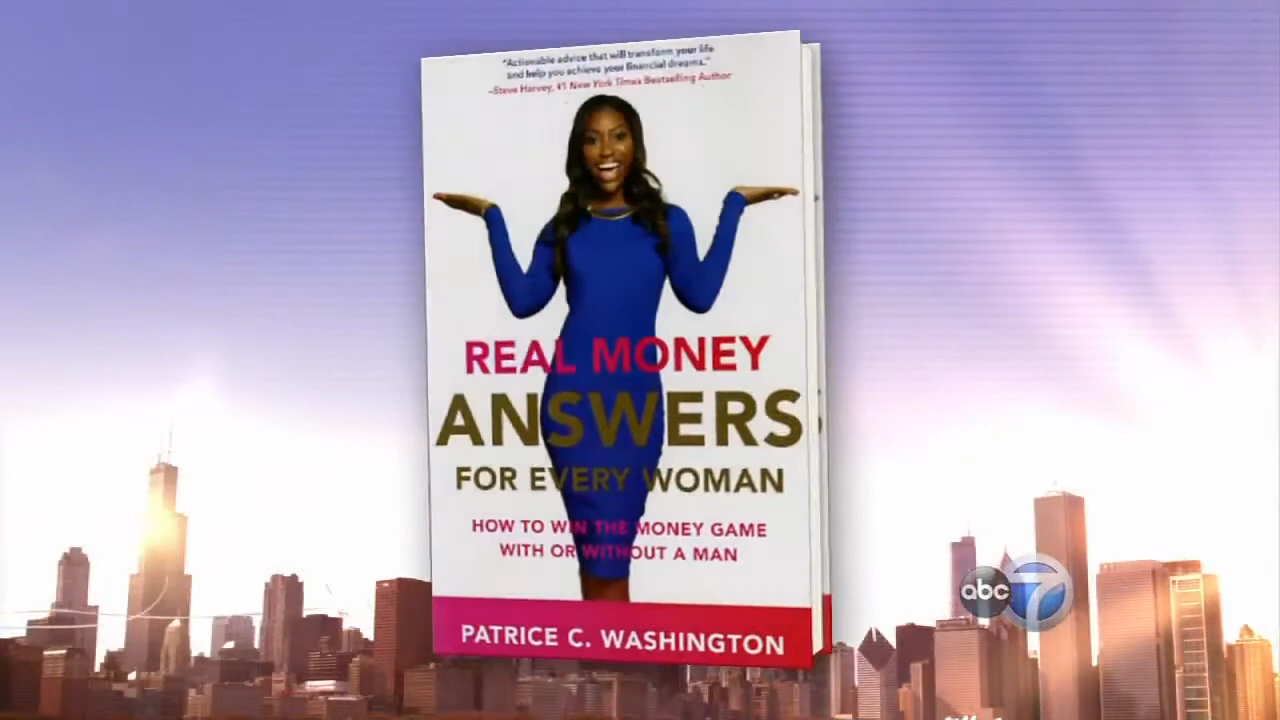 "Actionable advice that will transform your life
and help you achieve your financial dreams."
–Steve Harvey, #1 New York Times Bestselling Author
REAL MONEY
ANSWERS
FOR EVERY WOMAN
HOW TO WIN THE MONEY GAME
WITH OR WITHOUT A MAN
PATRICE C. WASHINGTON
abc 7